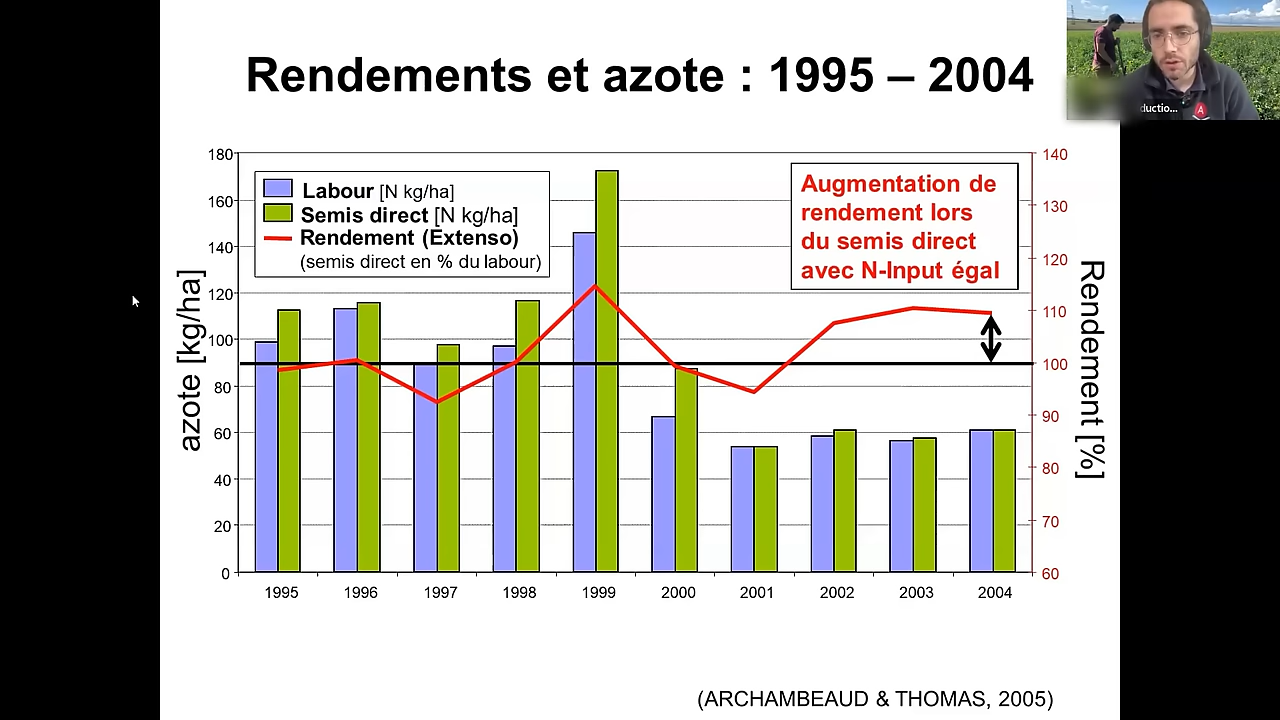 Rendements et azote : 1995 – 2004
ductio...
A
180
160
140
120
100
80
60
40
20
0
azote [kg/ha]
Labour [N kg/ha]
Semis direct [N kg/ha]
Rendement (Extenso)
(semis direct en % du labour)
Augmentation de
rendement lors
du semis direct
avec N-Input égal
140
130
120
110
100
90
80
70
60
Rendement [%]
1995 1996 1997 1998 1999 2000 2001 2002 2003 2004
(ARCHAMBEAUD & THOMAS, 2005)